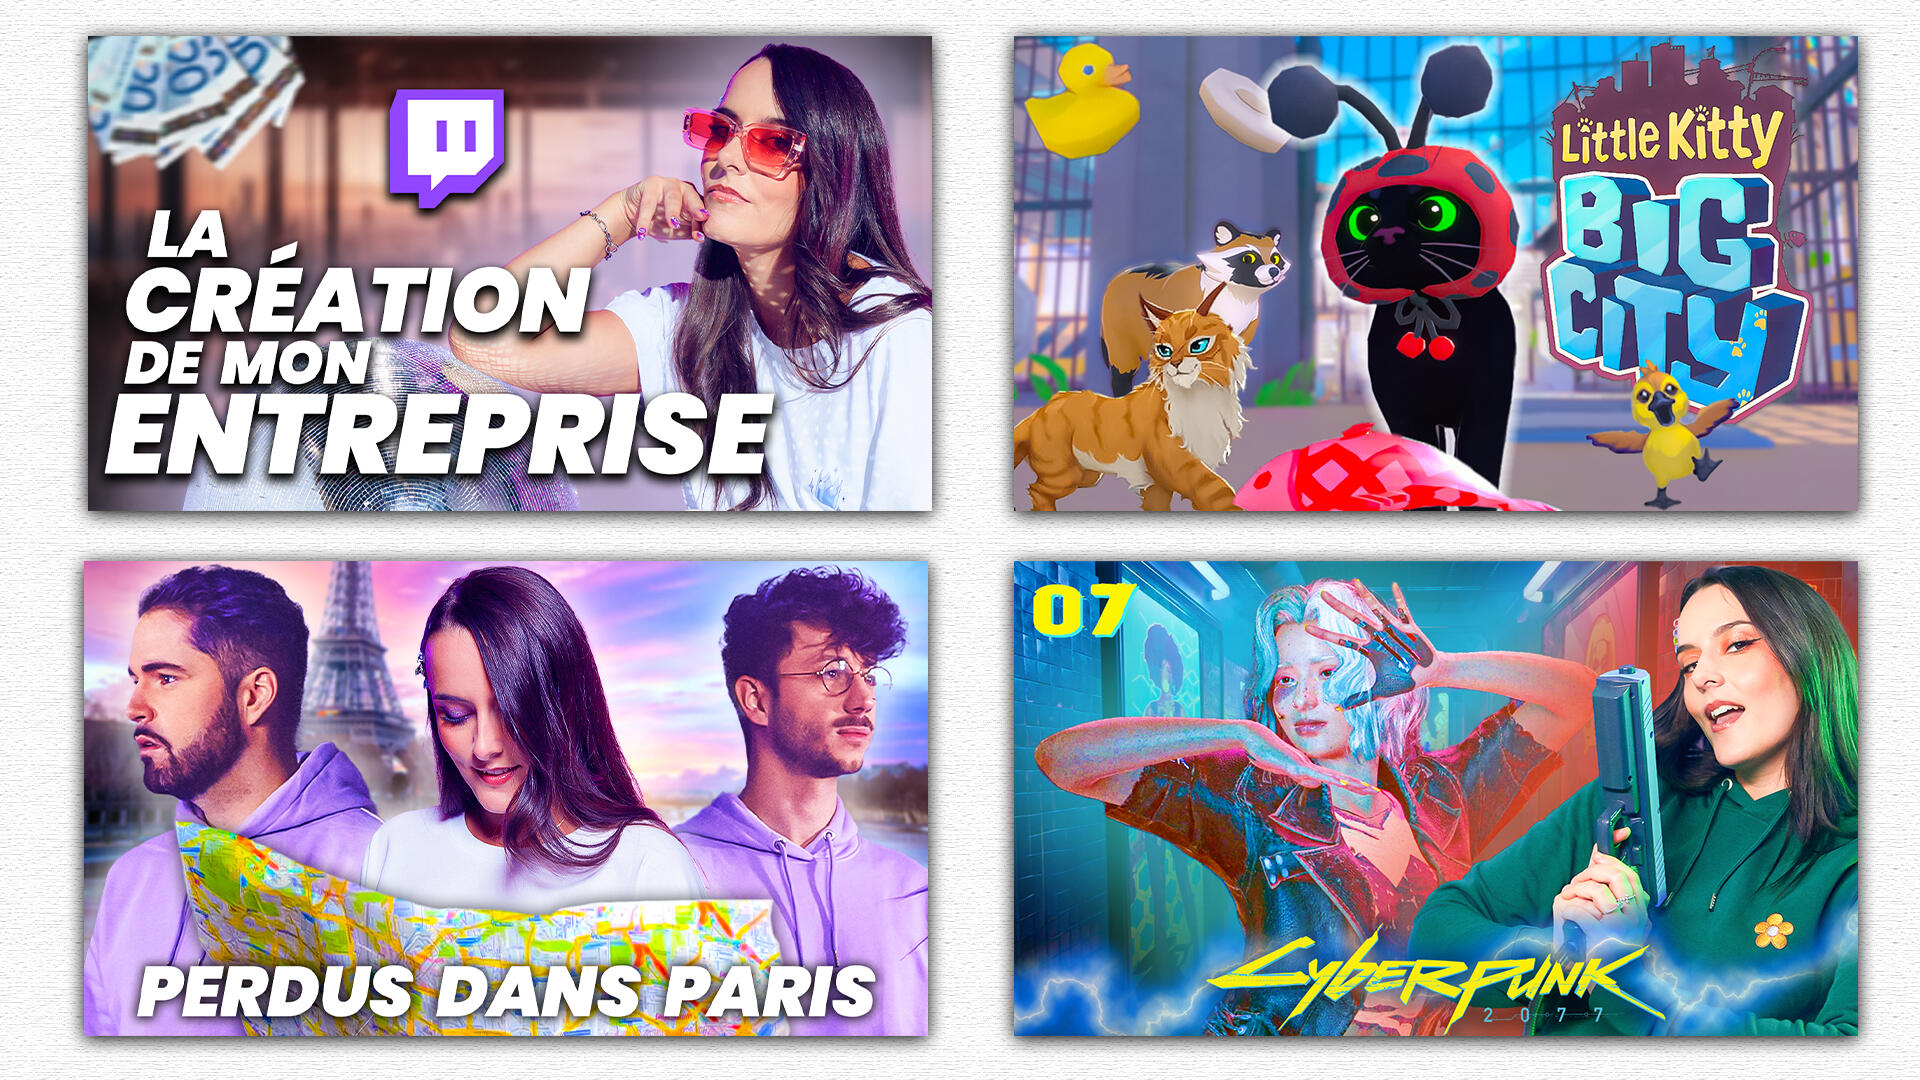 LA
CRÉATION
DE MON
ENTREPRISE
Little Kitty
BiG
CiTY
PERDUS DANS PARIS
07
CYBERPUNK
2077